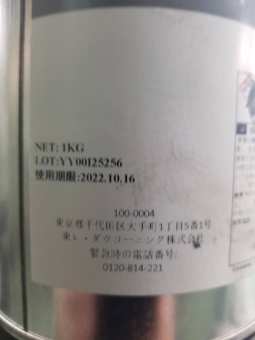 NET: 1KG
LOT:YY00125256
使用期限:2022.10.16
100-0004
東京都千代田区大手町1丁目5番1号
東レ・ダウコーニング株式会社
緊急時の電話番号:
0120-814-221